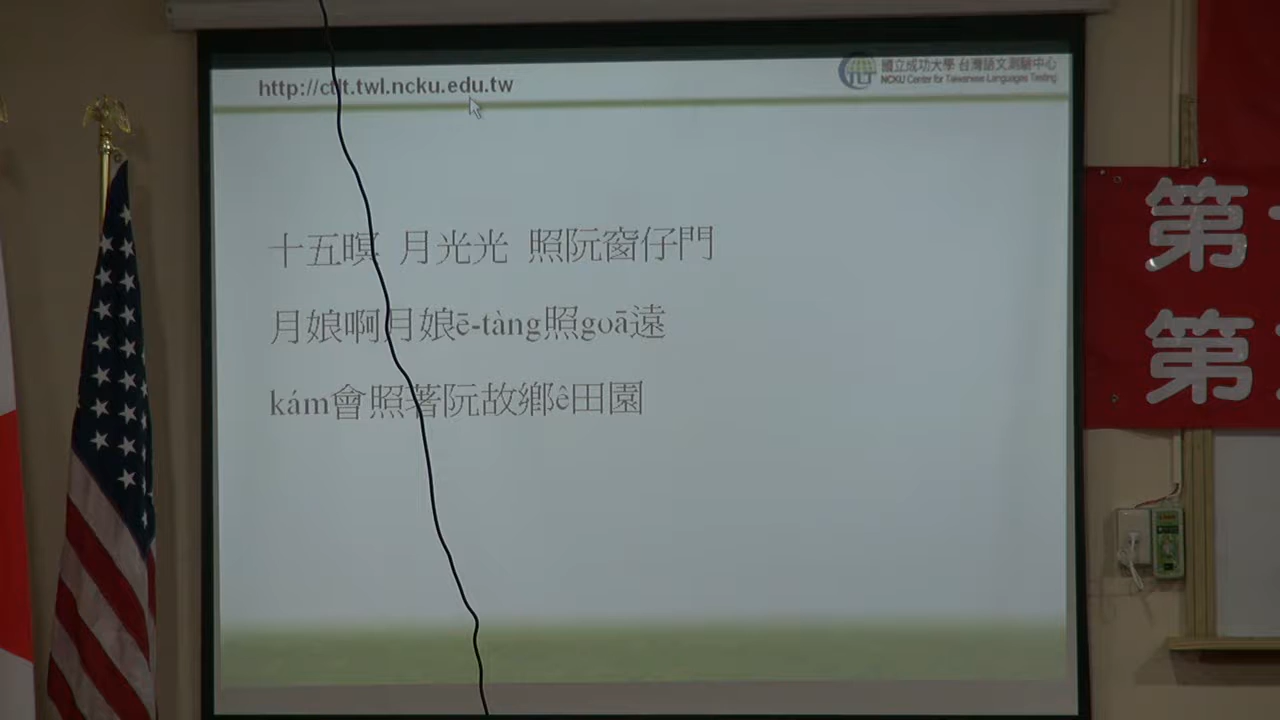 http://ctlt.twl.ncku.edu.tw
國立成功大學 台灣語文測驗中心
NCKU Center for Taiwanese Languages Testing
十五暝 月光光 照阮窗仔門
月娘啊月娘ē-tàng照goā遠
kám會照著阮故鄉ê田園
第
第